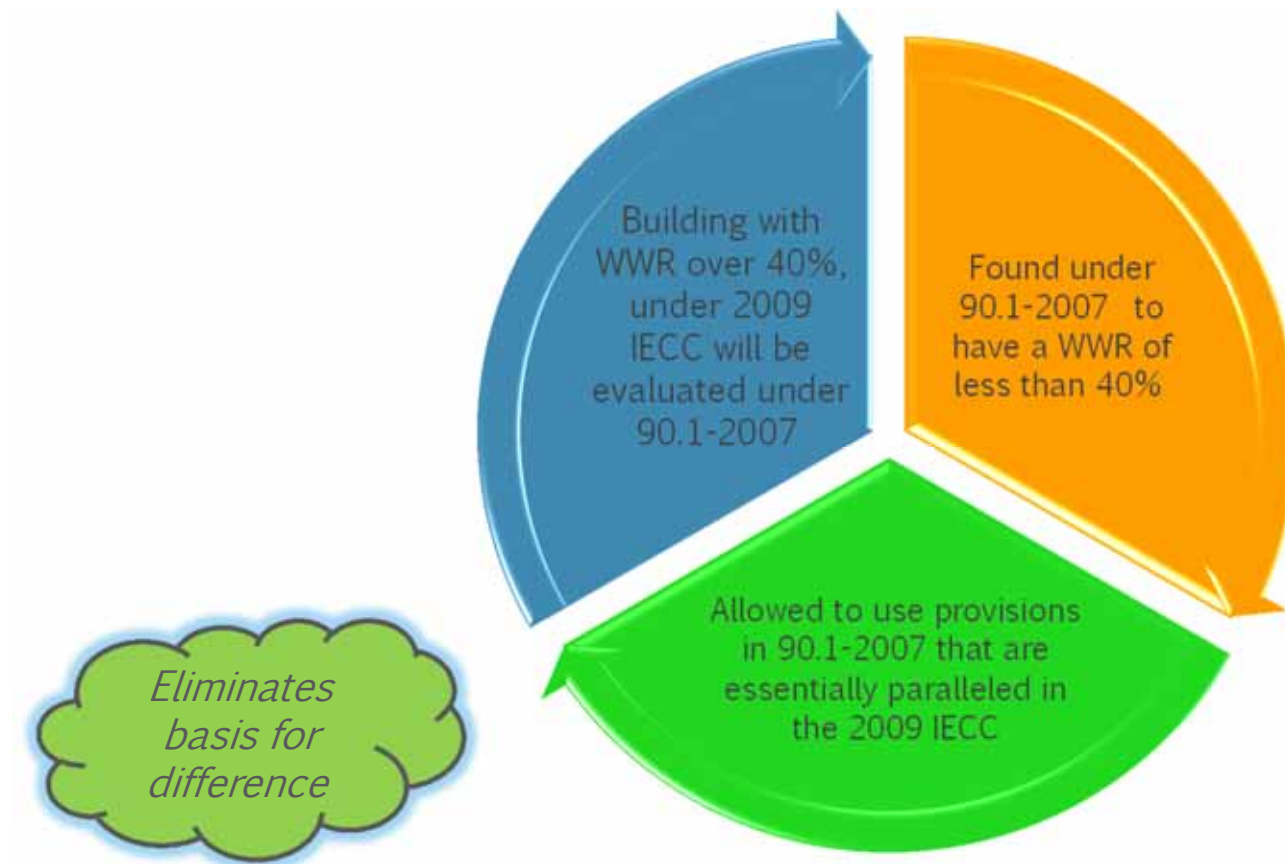 Building with
WWR over 40%,
under 2009
IECC will be
evaluated under
90.1-2007
Found under
90.1-2007 to
have a WWR of
less than 40%
Allowed to use provisions
in 90.1-2007 that are
essentially paralleled in
the 2009 IECC
Eliminates
basis for
difference